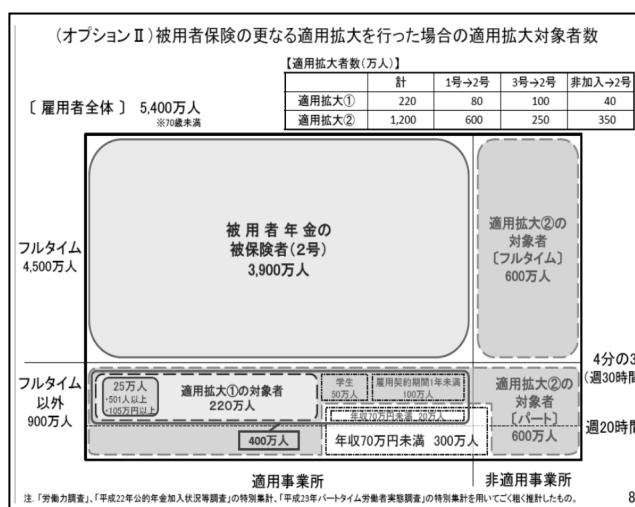 (オプションⅡ)被用者保険の更なる適用拡大を行った場合の適用拡大対象者数
【適用拡大者数(万人)】
計 1号→2号 3号→2号 非加入→2号
適用拡大① 220 80 100 40
適用拡大② 1,200 600 250 350
〔 雇用者全体 〕 5,400万人
※70歳未満
フルタイム
4,500万人
被用者年金の
被保険者(2号)
3,900万人
適用拡大②の
対象者
〔フルタイム〕
600万人
4分の3
(週30時間
フルタイム
以外
900万人
25万人
・501人以上
・105万円以上
適用拡大①の対象者
220万人
学生
50万人
雇用契約期間1年未満
100万人
年収70万円未満 20万人
適用拡大②の
対象者
〔パート〕
600万人
週20時間
400万人
年収70万円未満 300万人
適用事業所
非適用事業所
注.「労働力調査」、「平成22年公的年金加入状況等調査」の特別集計、「平成23年パートタイム労働者実態調査」の特別集計を用いてごく粗く推計したもの。
8